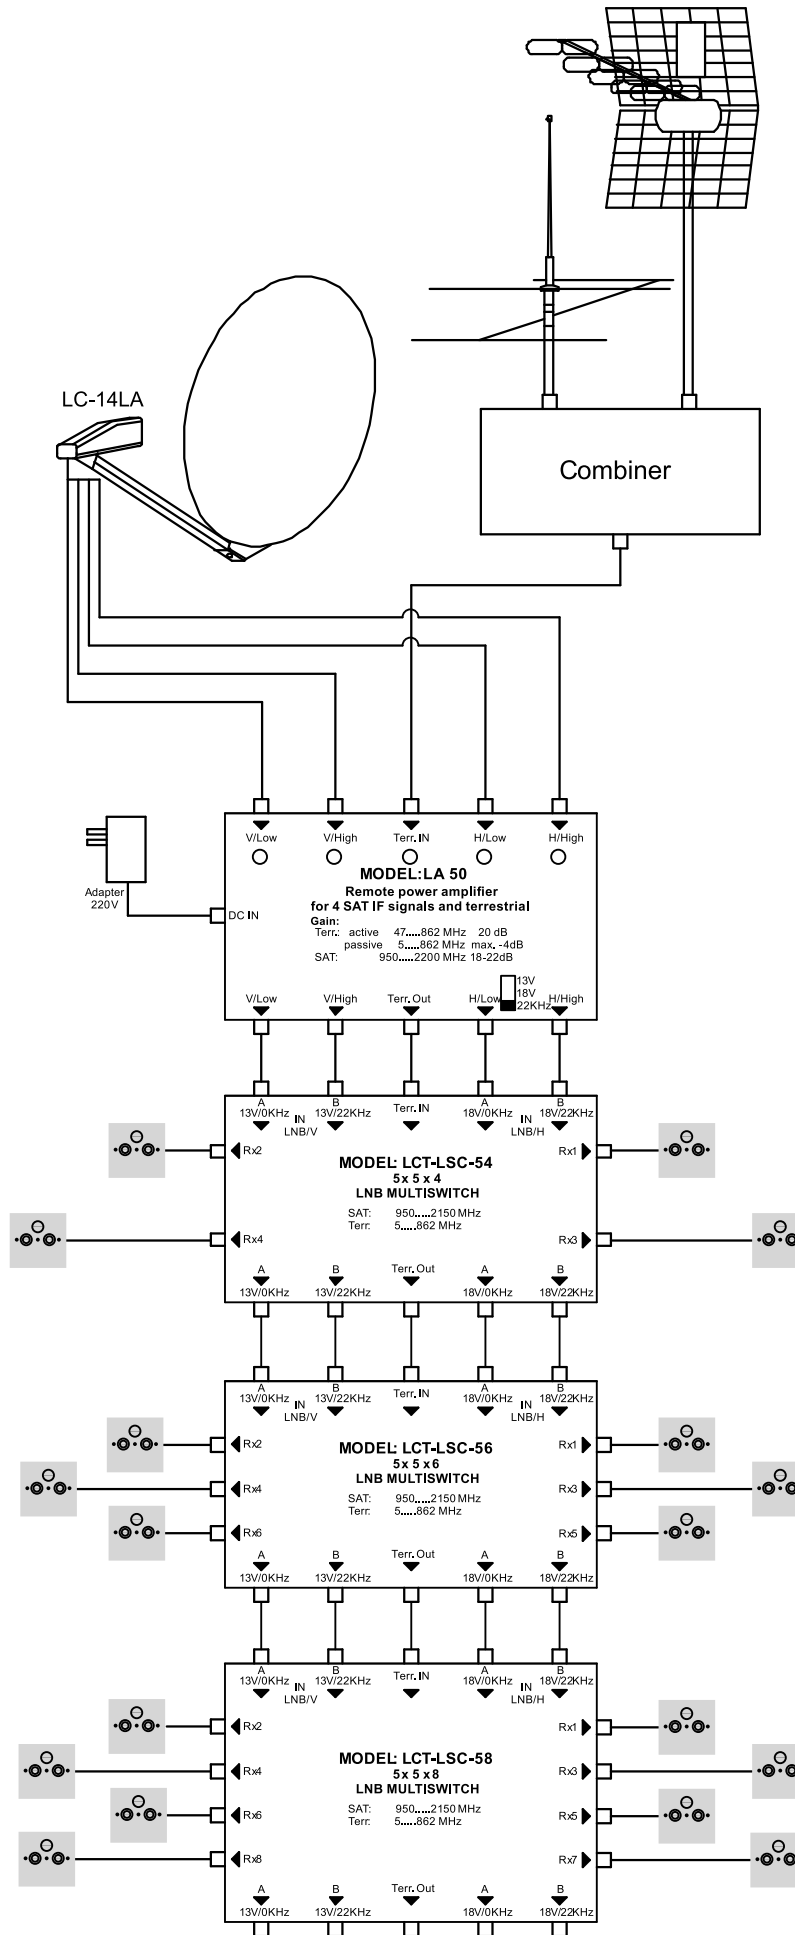 LC-14LA
Combiner
V/Low V/High Terr. IN H/Low H/High
MODEL:LA 50
Remote power amplifier
for 4 SAT IF signals and terrestrial
Gain:
Terr.: active 47.....862 MHz 20 dB
passive 5.....862 MHz max. -4dB
SAT: 950.....2200 MHz 18-22dB
Adapter
220V
DC IN
13V
18V
22KHz
V/Low V/High Terr. Out H/Low H/High
A B Terr. IN A B
13V/0KHz 13V/22KHz 18V/0KHz 18V/22KHz
IN IN
LNB/V LNB/H
Rx2 Rx1
MODEL: LCT-LSC-54
5x 5 x 4
LNB MULTISWITCH
SAT: 950.....2150 MHz
Terr: 5.....862 MHz
Rx4 Rx3
A B Terr. Out A B
13V/0KHz 13V/22KHz 18V/0KHz 18V/22KHz
A B Terr. IN A B
13V/0KHz 13V/22KHz 18V/0KHz 18V/22KHz
IN IN
LNB/V LNB/H
Rx2 Rx1
MODEL: LCT-LSC-56
5x 5 x 6
LNB MULTISWITCH
Rx4 Rx3
SAT: 950.....2150 MHz
Terr: 5.....862 MHz
Rx6 Rx5
A B Terr. Out A B
13V/0KHz 13V/22KHz 18V/0KHz 18V/22KHz
A B Terr. IN A B
13V/0KHz 13V/22KHz 18V/0KHz 18V/22KHz
IN IN
LNB/V LNB/H
Rx2 Rx1
MODEL: LCT-LSC-58
5x 5 x 8
LNB MULTISWITCH
Rx4 Rx3
SAT: 950.....2150 MHz
Terr: 5.....862 MHz
Rx6 Rx5
Rx8 Rx7
A B Terr. Out A B
13V/0KHz 13V/22KHz 18V/0KHz 18V/22KHz